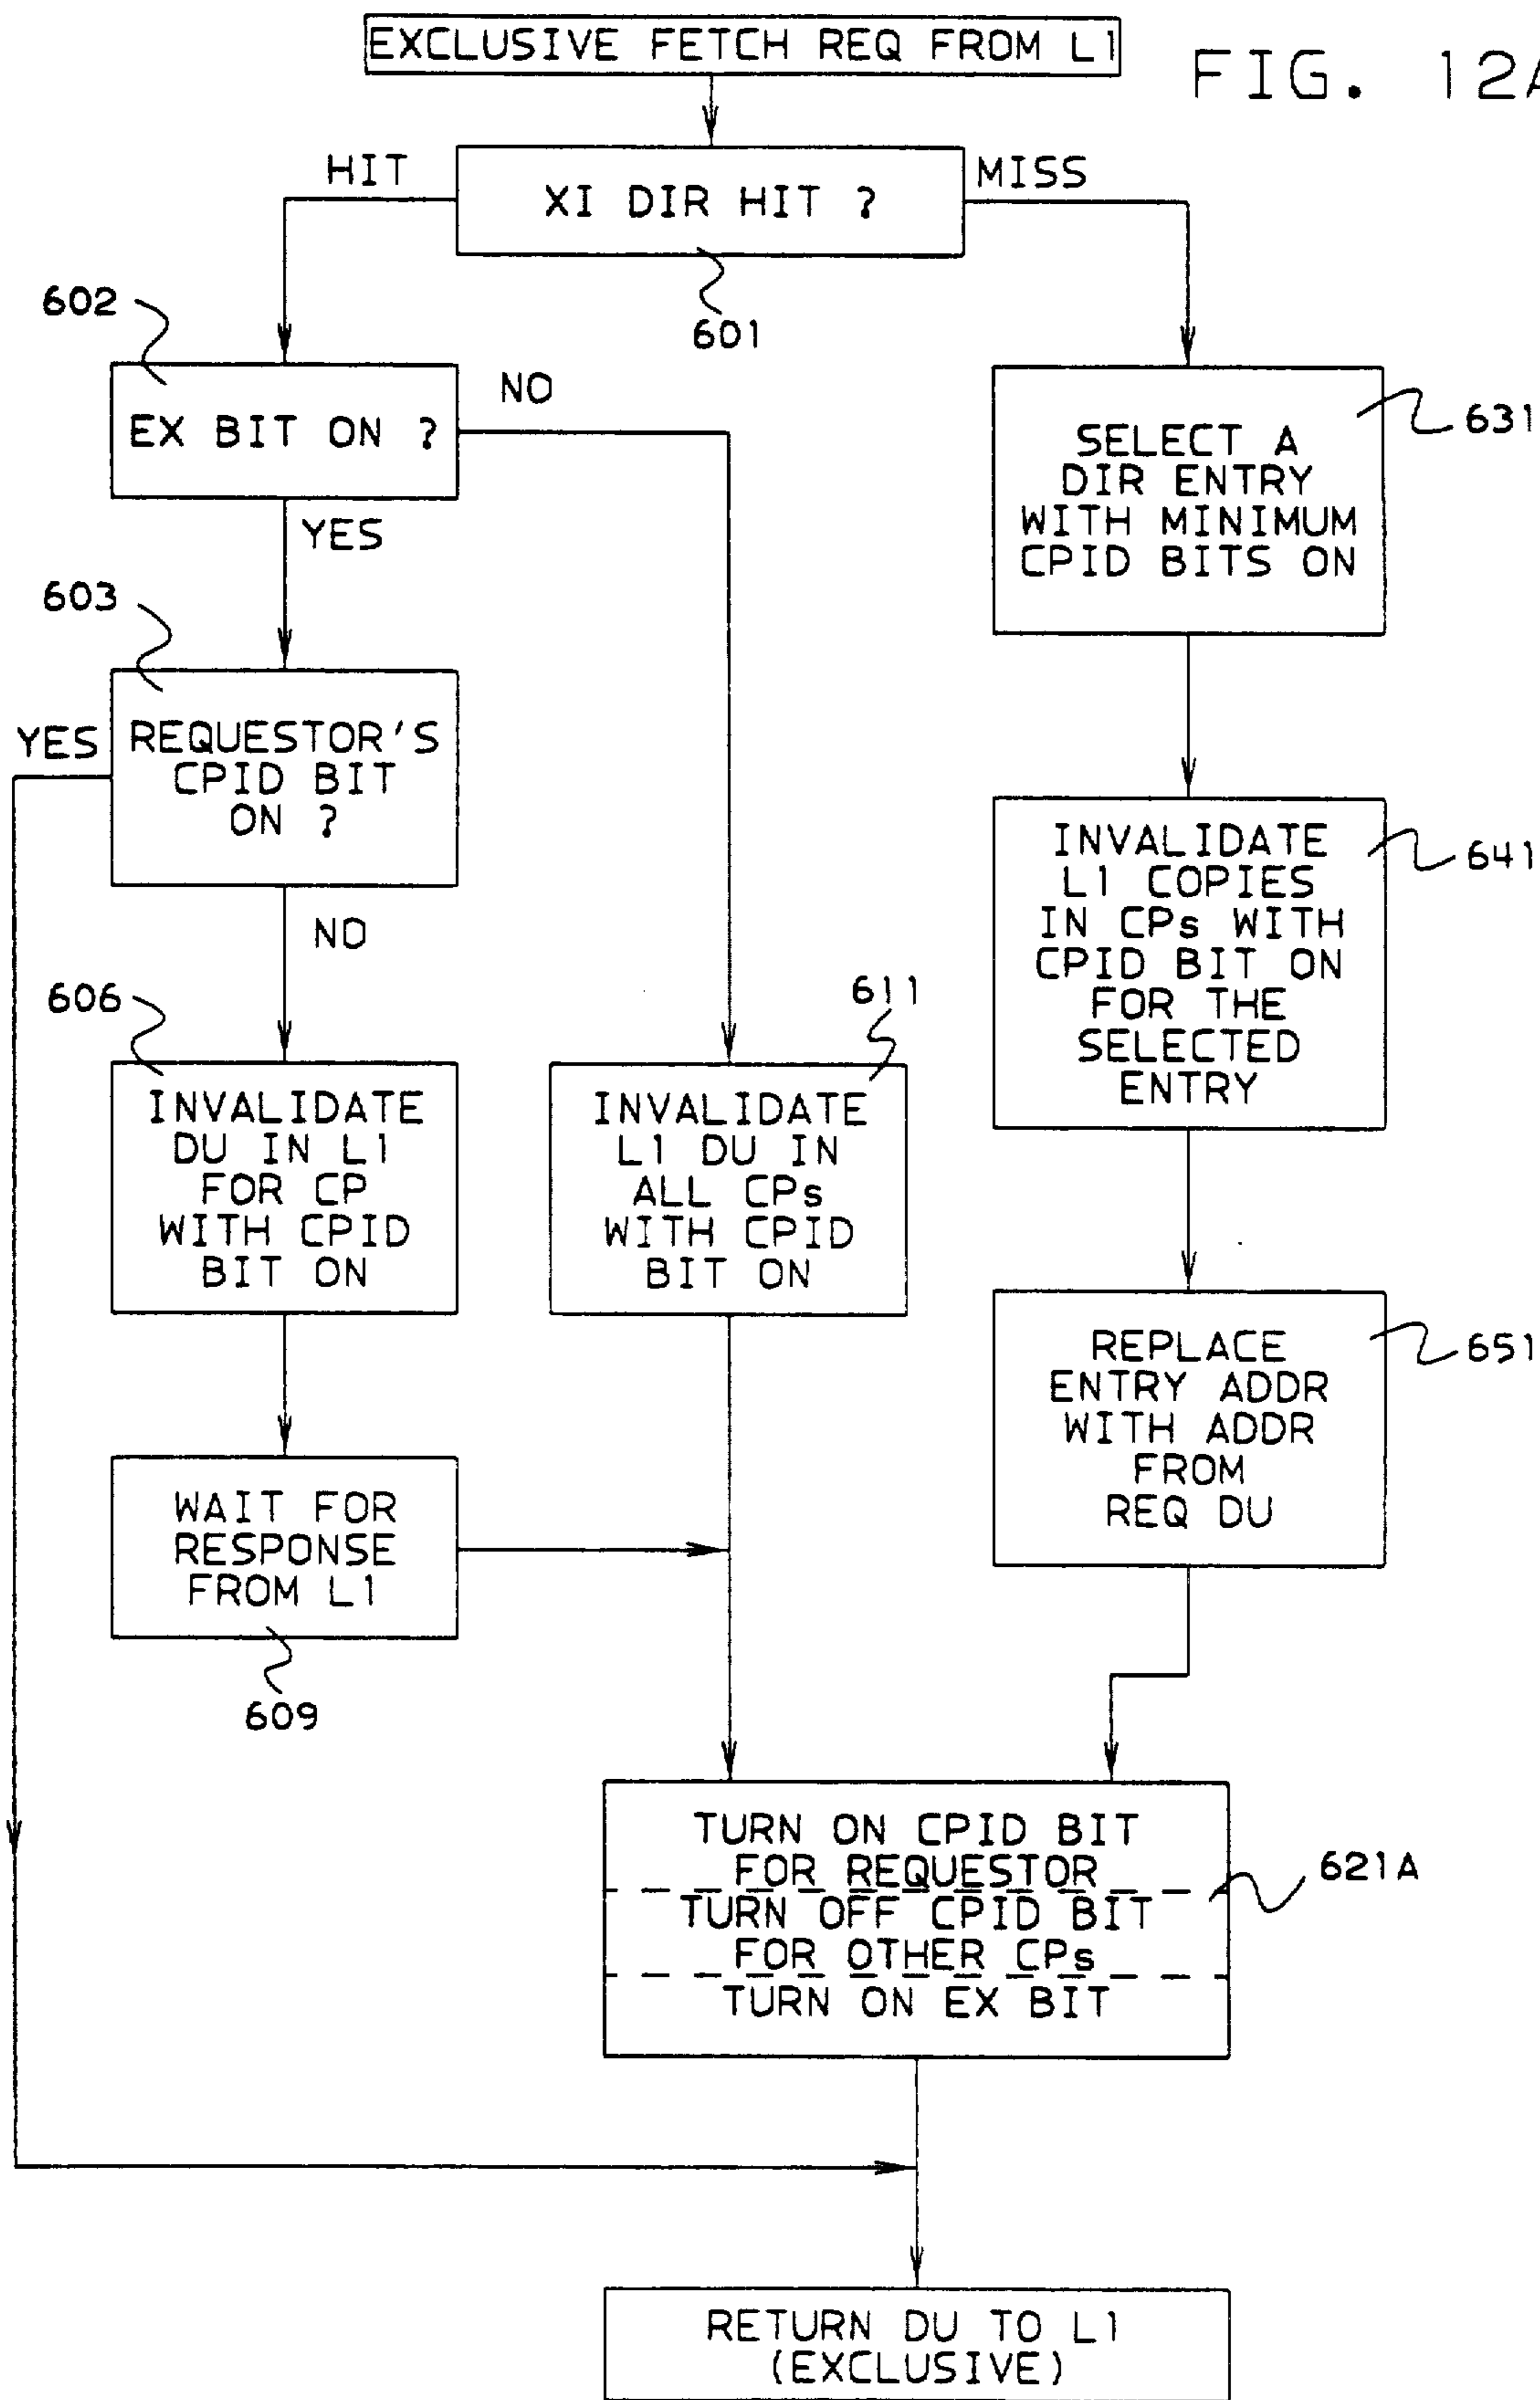 EXCLUSIVE FETCH REQ FROM L1
FIG. 12A
HIT
XI DIR HIT ?
MISS
601
602
EX BIT ON ?
NO
YES
SELECT A
DIR ENTRY
WITH MINIMUM
CPID BITS ON
631
603
YES
REQUESTOR'S
CPID BIT
ON ?
NO
INVALIDATE
L1 COPIES
IN CPs WITH
CPID BIT ON
FOR THE
SELECTED
ENTRY
641
606
INVALIDATE
DU IN L1
FOR CP
WITH CPID
BIT ON
611
INVALIDATE
L1 DU IN
ALL CPs
WITH CPID
BIT ON
REPLACE
ENTRY ADDR
WITH ADDR
FROM
REQ DU
651
WAIT FOR
RESPONSE
FROM L1
609
TURN ON CPID BIT
FOR REQUESTOR
TURN OFF CPID BIT
FOR OTHER CPs
TURN ON EX BIT
621A
RETURN DU TO L1
(EXCLUSIVE)